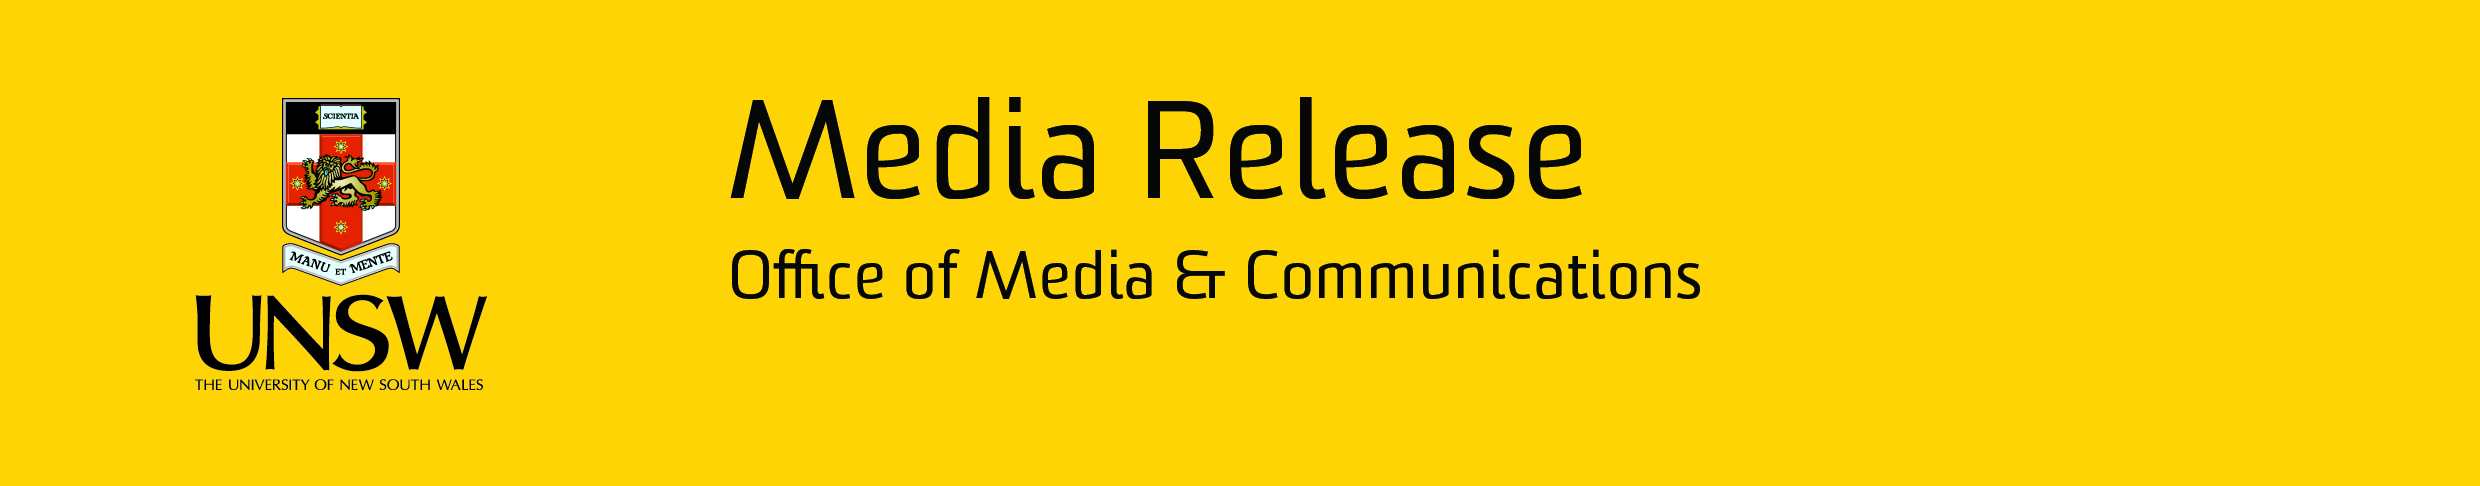 SCIENTIA
MANU ET MENTE
UNSW
THE UNIVERSITY OF NEW SOUTH WALES
Media Release
Office of Media & Communications